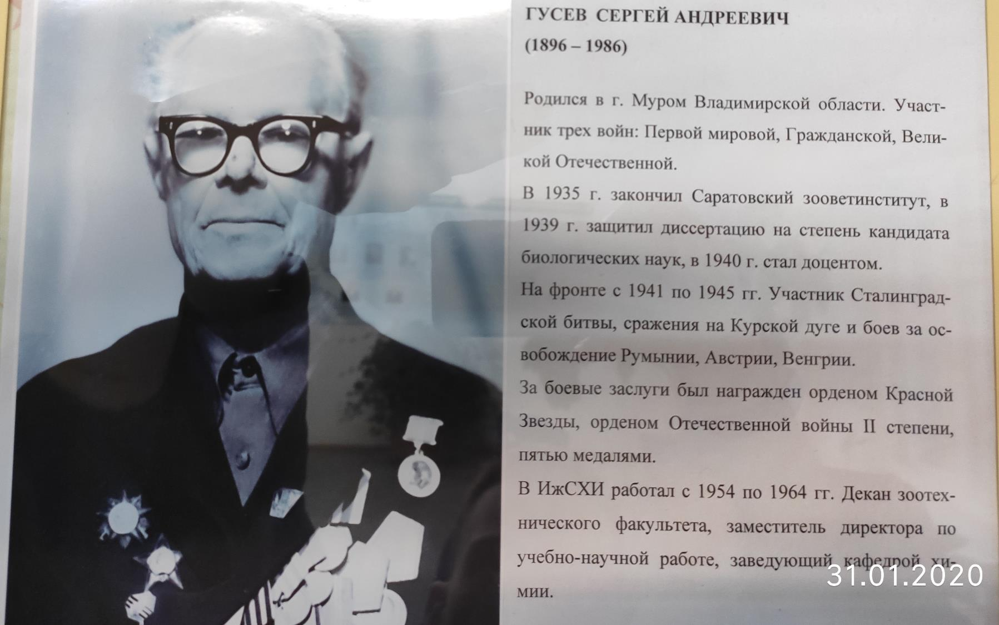 ГУСЕВ СЕРГЕЙ АНДРЕЕВИЧ
(1896 – 1986)
Родился в г. Муром Владимирской области. Участ-
ник трех войн: Первой мировой, Гражданской, Вели-
кой Отечественной.
В 1935 г. закончил Саратовский зооветинститут, в
1939 г. защитил диссертацию на степень кандидата
биологических наук, в 1940 г. стал доцентом.
На фронте с 1941 по 1945 гг. Участник Сталинград-
ской битвы, сражения на Курской дуге и боев за ос-
вобождение Румынии, Австрии, Венгрии.
За боевые заслуги был награжден орденом Красной
Звезды, орденом Отечественной войны II степени,
пятью медалями.
В ИжСХИ работал с 1954 по 1964 гг. Декан зоотех-
нического факультета, заместитель директора по
учебно-научной работе, заведующий кафедрой хи-
мии.
31.01.2020